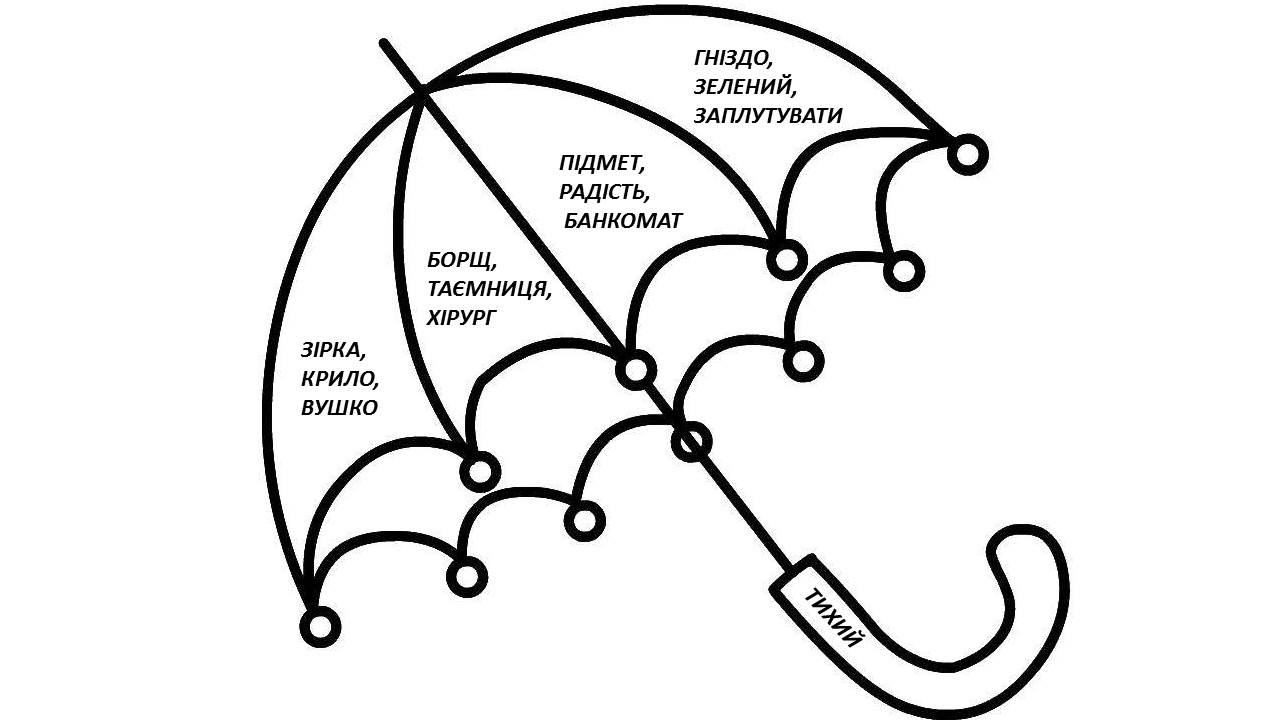 ГНІЗДО,
ЗЕЛЕНИЙ,
ЗАПЛУТУВАТИ
ПІДМЕТ,
РАДІСТЬ,
БАНКОМАТ
БОРЩ,
ТАЄМНИЦЯ,
ХІРУРГ
ЗІРКА,
КРИЛО,
ВУШКО
ТИХИЙ